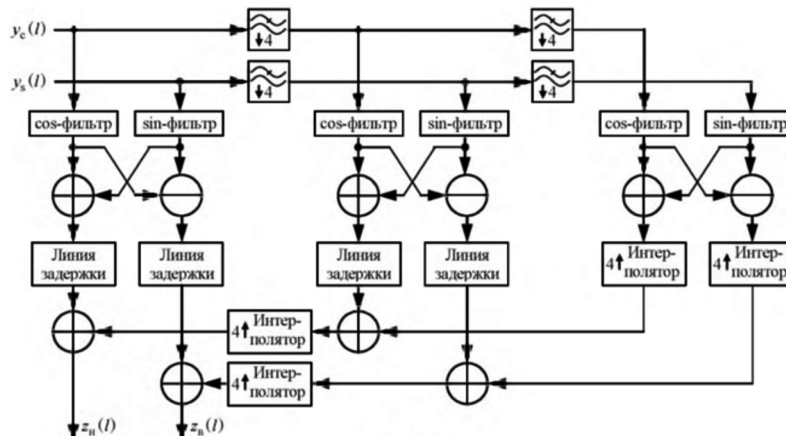 y_c(l)
↓4
↓4
y_s(l)
↓4
↓4
cos-фильтр
sin-фильтр
cos-фильтр
sin-фильтр
cos-фильтр
sin-фильтр
Линия
задержки
Линия
задержки
Линия
задержки
Линия
задержки
4↑ Интер-
полятор
4↑ Интер-
полятор
4↑ Интер-
полятор
4↑ Интер-
полятор
z_н(l)
z_в(l)